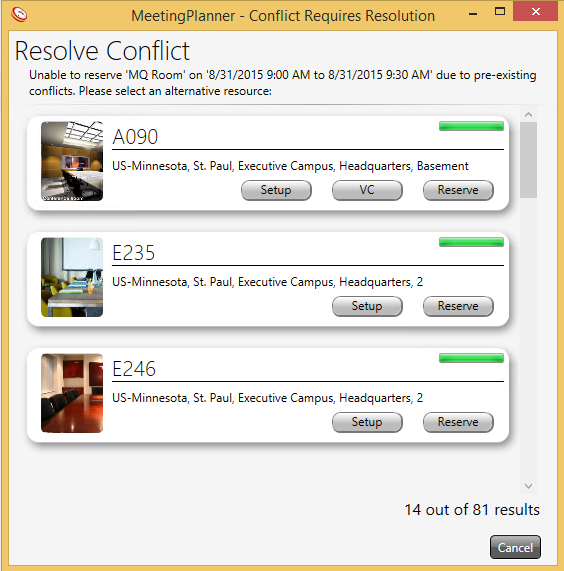 MeetingPlanner - Conflict Requires Resolution
Resolve Conflict
Unable to reserve 'MQ Room' on '8/31/2015 9:00 AM to 8/31/2015 9:30 AM' due to pre-existing
conflicts. Please select an alternative resource:
A090
US-Minnesota, St. Paul, Executive Campus, Headquarters, Basement
Setup VC Reserve
Conference Room
E235
US-Minnesota, St. Paul, Executive Campus, Headquarters, 2
Setup Reserve
E246
US-Minnesota, St. Paul, Executive Campus, Headquarters, 2
Setup Reserve
14 out of 81 results
Cancel